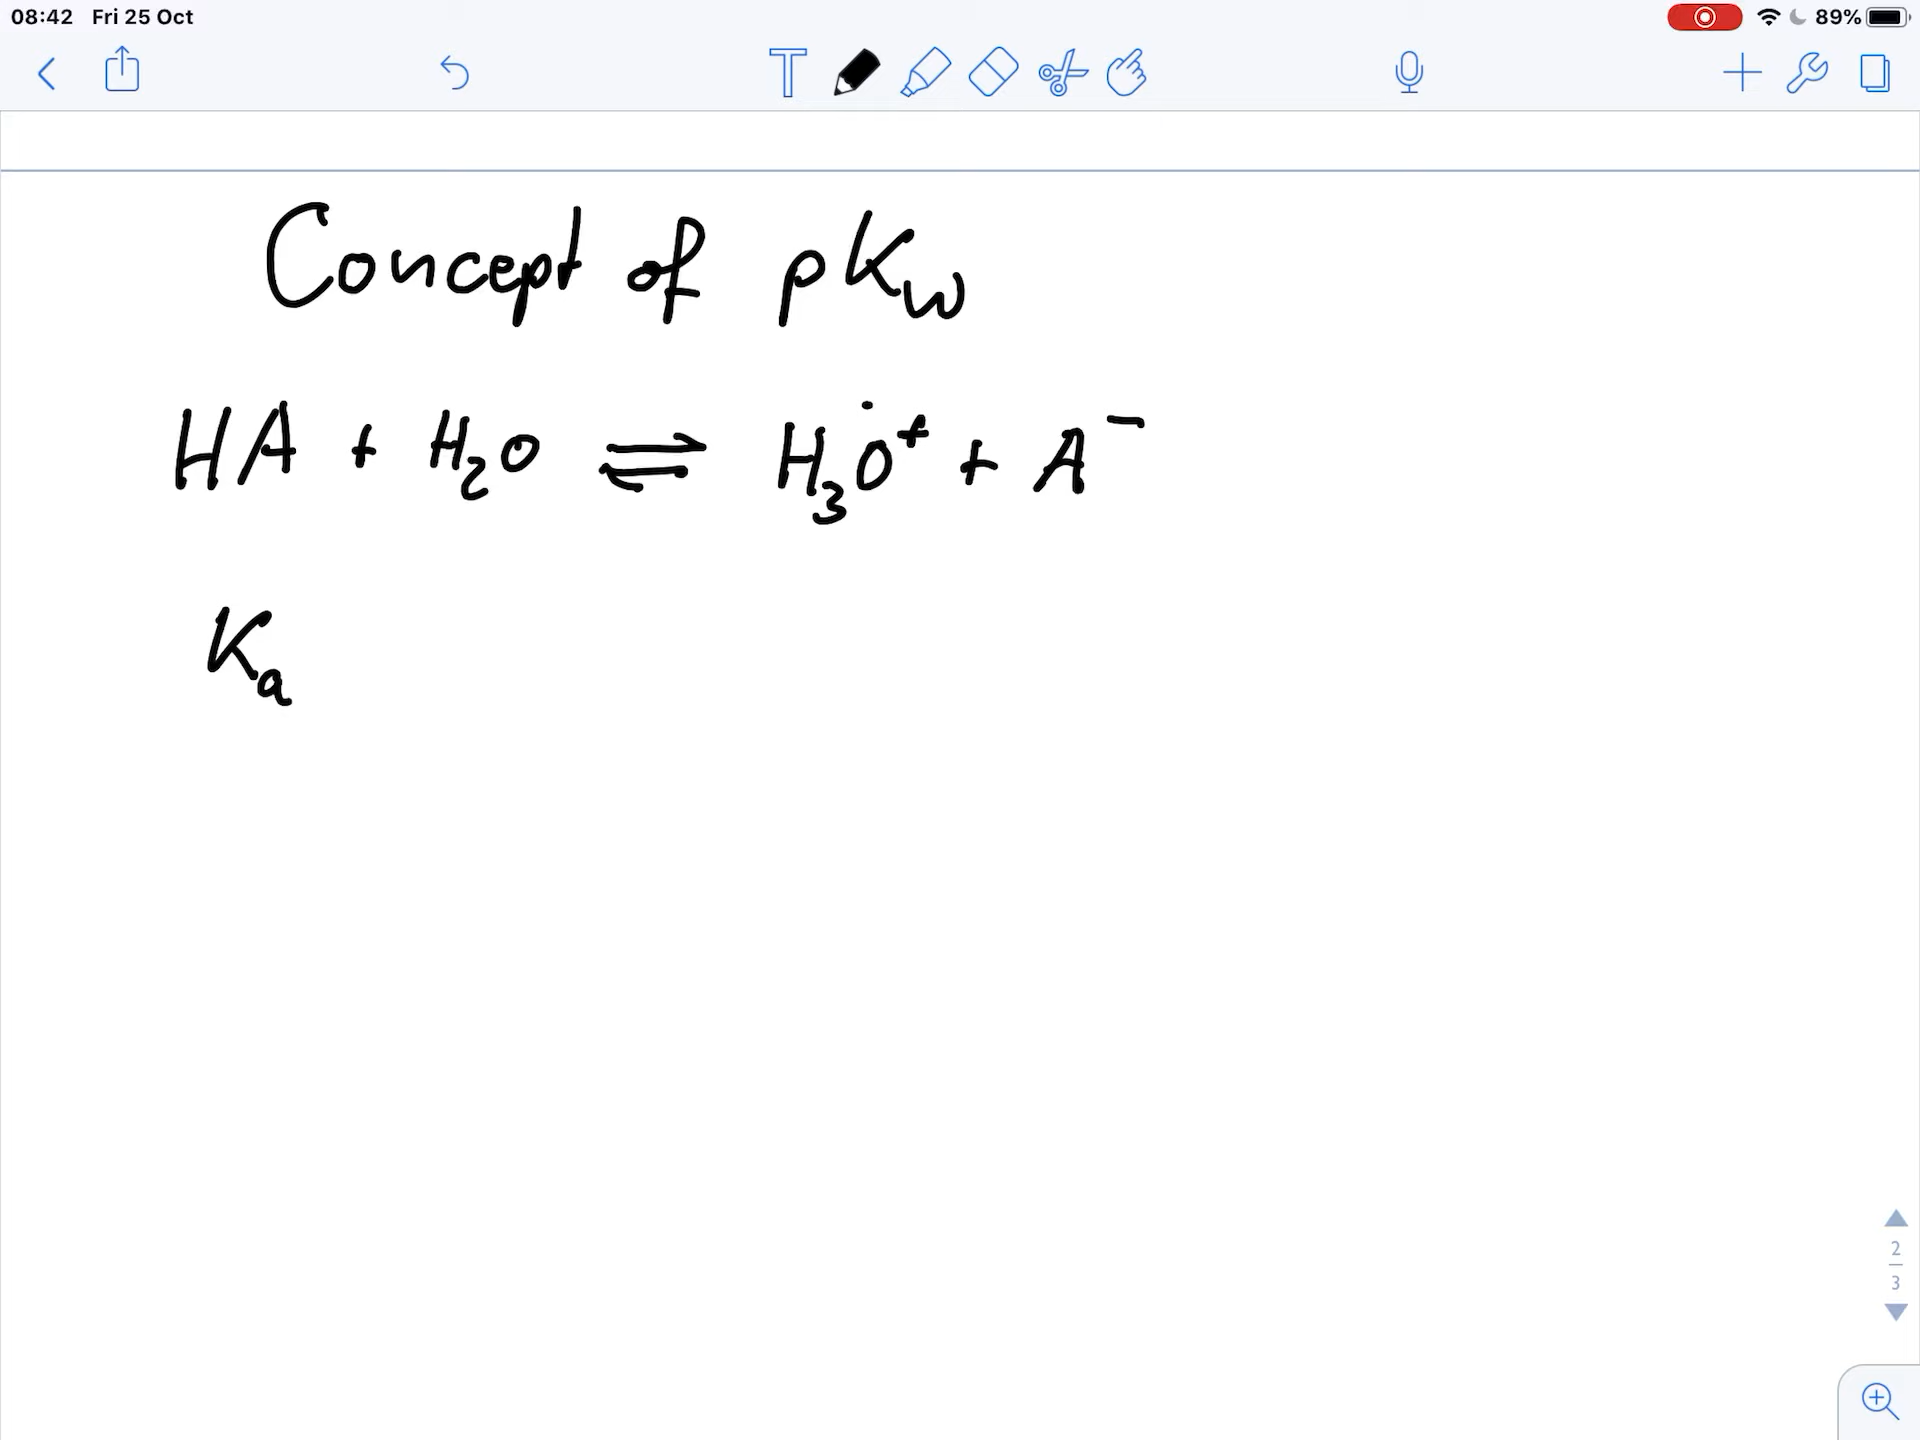 08:42 Fri 25 Oct 89%
T
Concept of pKw
HA + H₂O ⇌ H₃O⁺ + A⁻
Ka
2
3